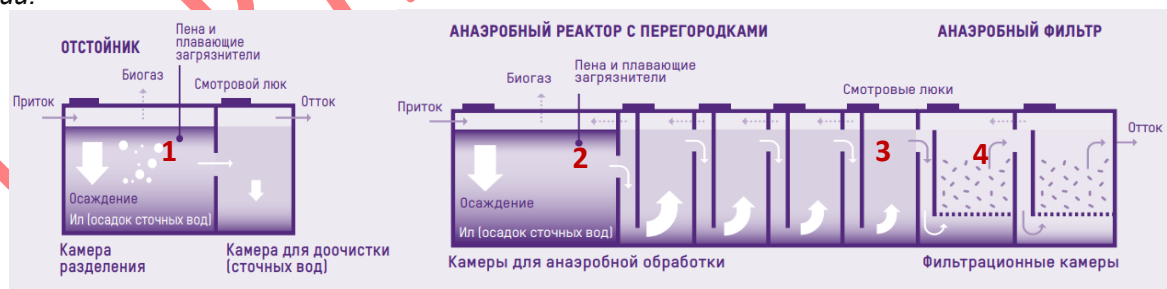 ОТСТОЙНИК
Пена и
плавающие
загрязнители
Биогаз
Смотровой люк
Приток
Отток
1
Осаждение
Ил (осадок сточных вод)
Камера
разделения
Камера для доочистки
(сточных вод)
АНАЭРОБНЫЙ РЕАКТОР С ПЕРЕГОРОДКАМИ
АНАЭРОБНЫЙ ФИЛЬТР
Пена и плавающие
загрязнители
Биогаз
Смотровые люки
Приток
Отток
2
3
4
Осаждение
Ил (осадок сточных вод)
Камеры для анаэробной обработки
Фильтрационные камеры